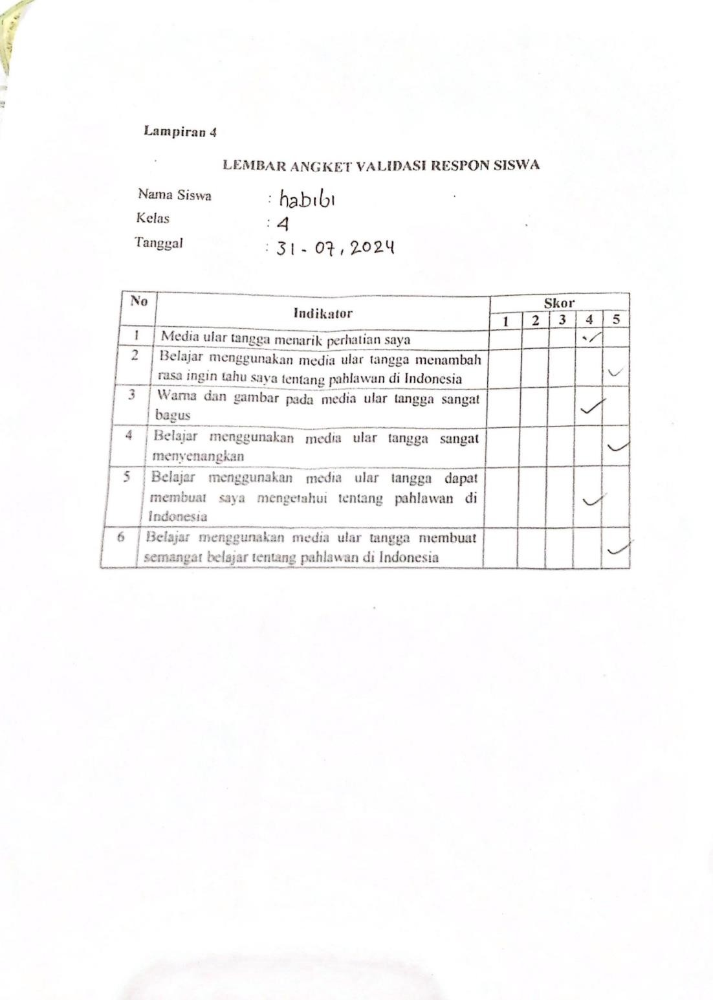 Lampiran 4
LEMBAR ANGKET VALIDASI RESPON SISWA
Nama Siswa : habibi
Kelas : 4
Tanggal : 31 - 07, 2024
No Indikator Skor
1 2 3 4 5
1 Media ular tangga menarik perhatian saya ✓
2 Belajar menggunakan media ular tangga menambah
rasa ingin tahu saya tentang pahlawan di Indonesia ✓
3 Warna dan gambar pada media ular tangga sangat
bagus ✓
4 Belajar menggunakan media ular tangga sangat
menyenangkan ✓
5 Belajar menggunakan media ular tangga dapat
membuat saya mengetahui tentang pahlawan di ✓
Indonesia
6 Belajar menggunakan media ular tangga membuat
semangat belajar tentang pahlawan di Indonesia ✓